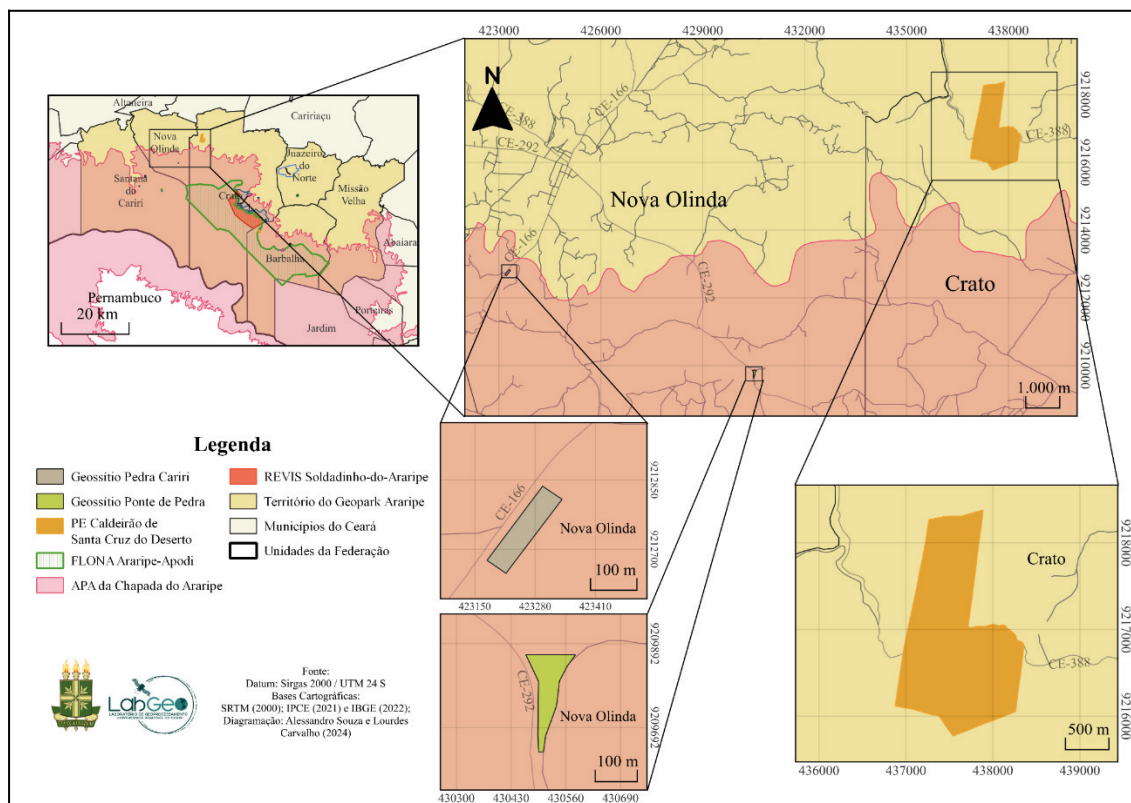 423000 426000 429000 432000 435000 438000
9218000
9216000
9214000
9212000
9210000
N
CE-166
CE-388
CE-292
CE-388
Nova Olinda
CE-166
CE-292
Crato
1.000 m
Altaneira
Caririaçu
Nova
Olinda
Juazeiro
do
Norte
Santana
do
Cariri
Crato
Missão
Velha
Abaiara
Barbalha
Pernambuco
Porteiras
20 km
Jardim
Legenda
Geossítio Pedra Cariri
Geossítio Ponte de Pedra
PE Caldeirão de
Santa Cruz do Deserto
FLONA Araripe-Apodi
APA da Chapada do Araripe
REVIS Soldadinho-do-Araripe
Território do Geopark Araripe
Municípios do Ceará
Unidades da Federação
CE-166
Nova Olinda
100 m
9212850
9212700
423150 423280 423410
CE-292
Nova Olinda
100 m
9209892
9209692
430300 430430 430560 430690
Crato
CE-388
500 m
9218000
9217000
9216000
436000 437000 438000 439000
LabGeo
Fonte:
Datum: Sirgas 2000 / UTM 24 S
Bases Cartográficas:
SRTM (2000); IPCE (2021) e IBGE (2022);
Diagramação: Alessandro Souza e Lourdes
Carvalho (2024)